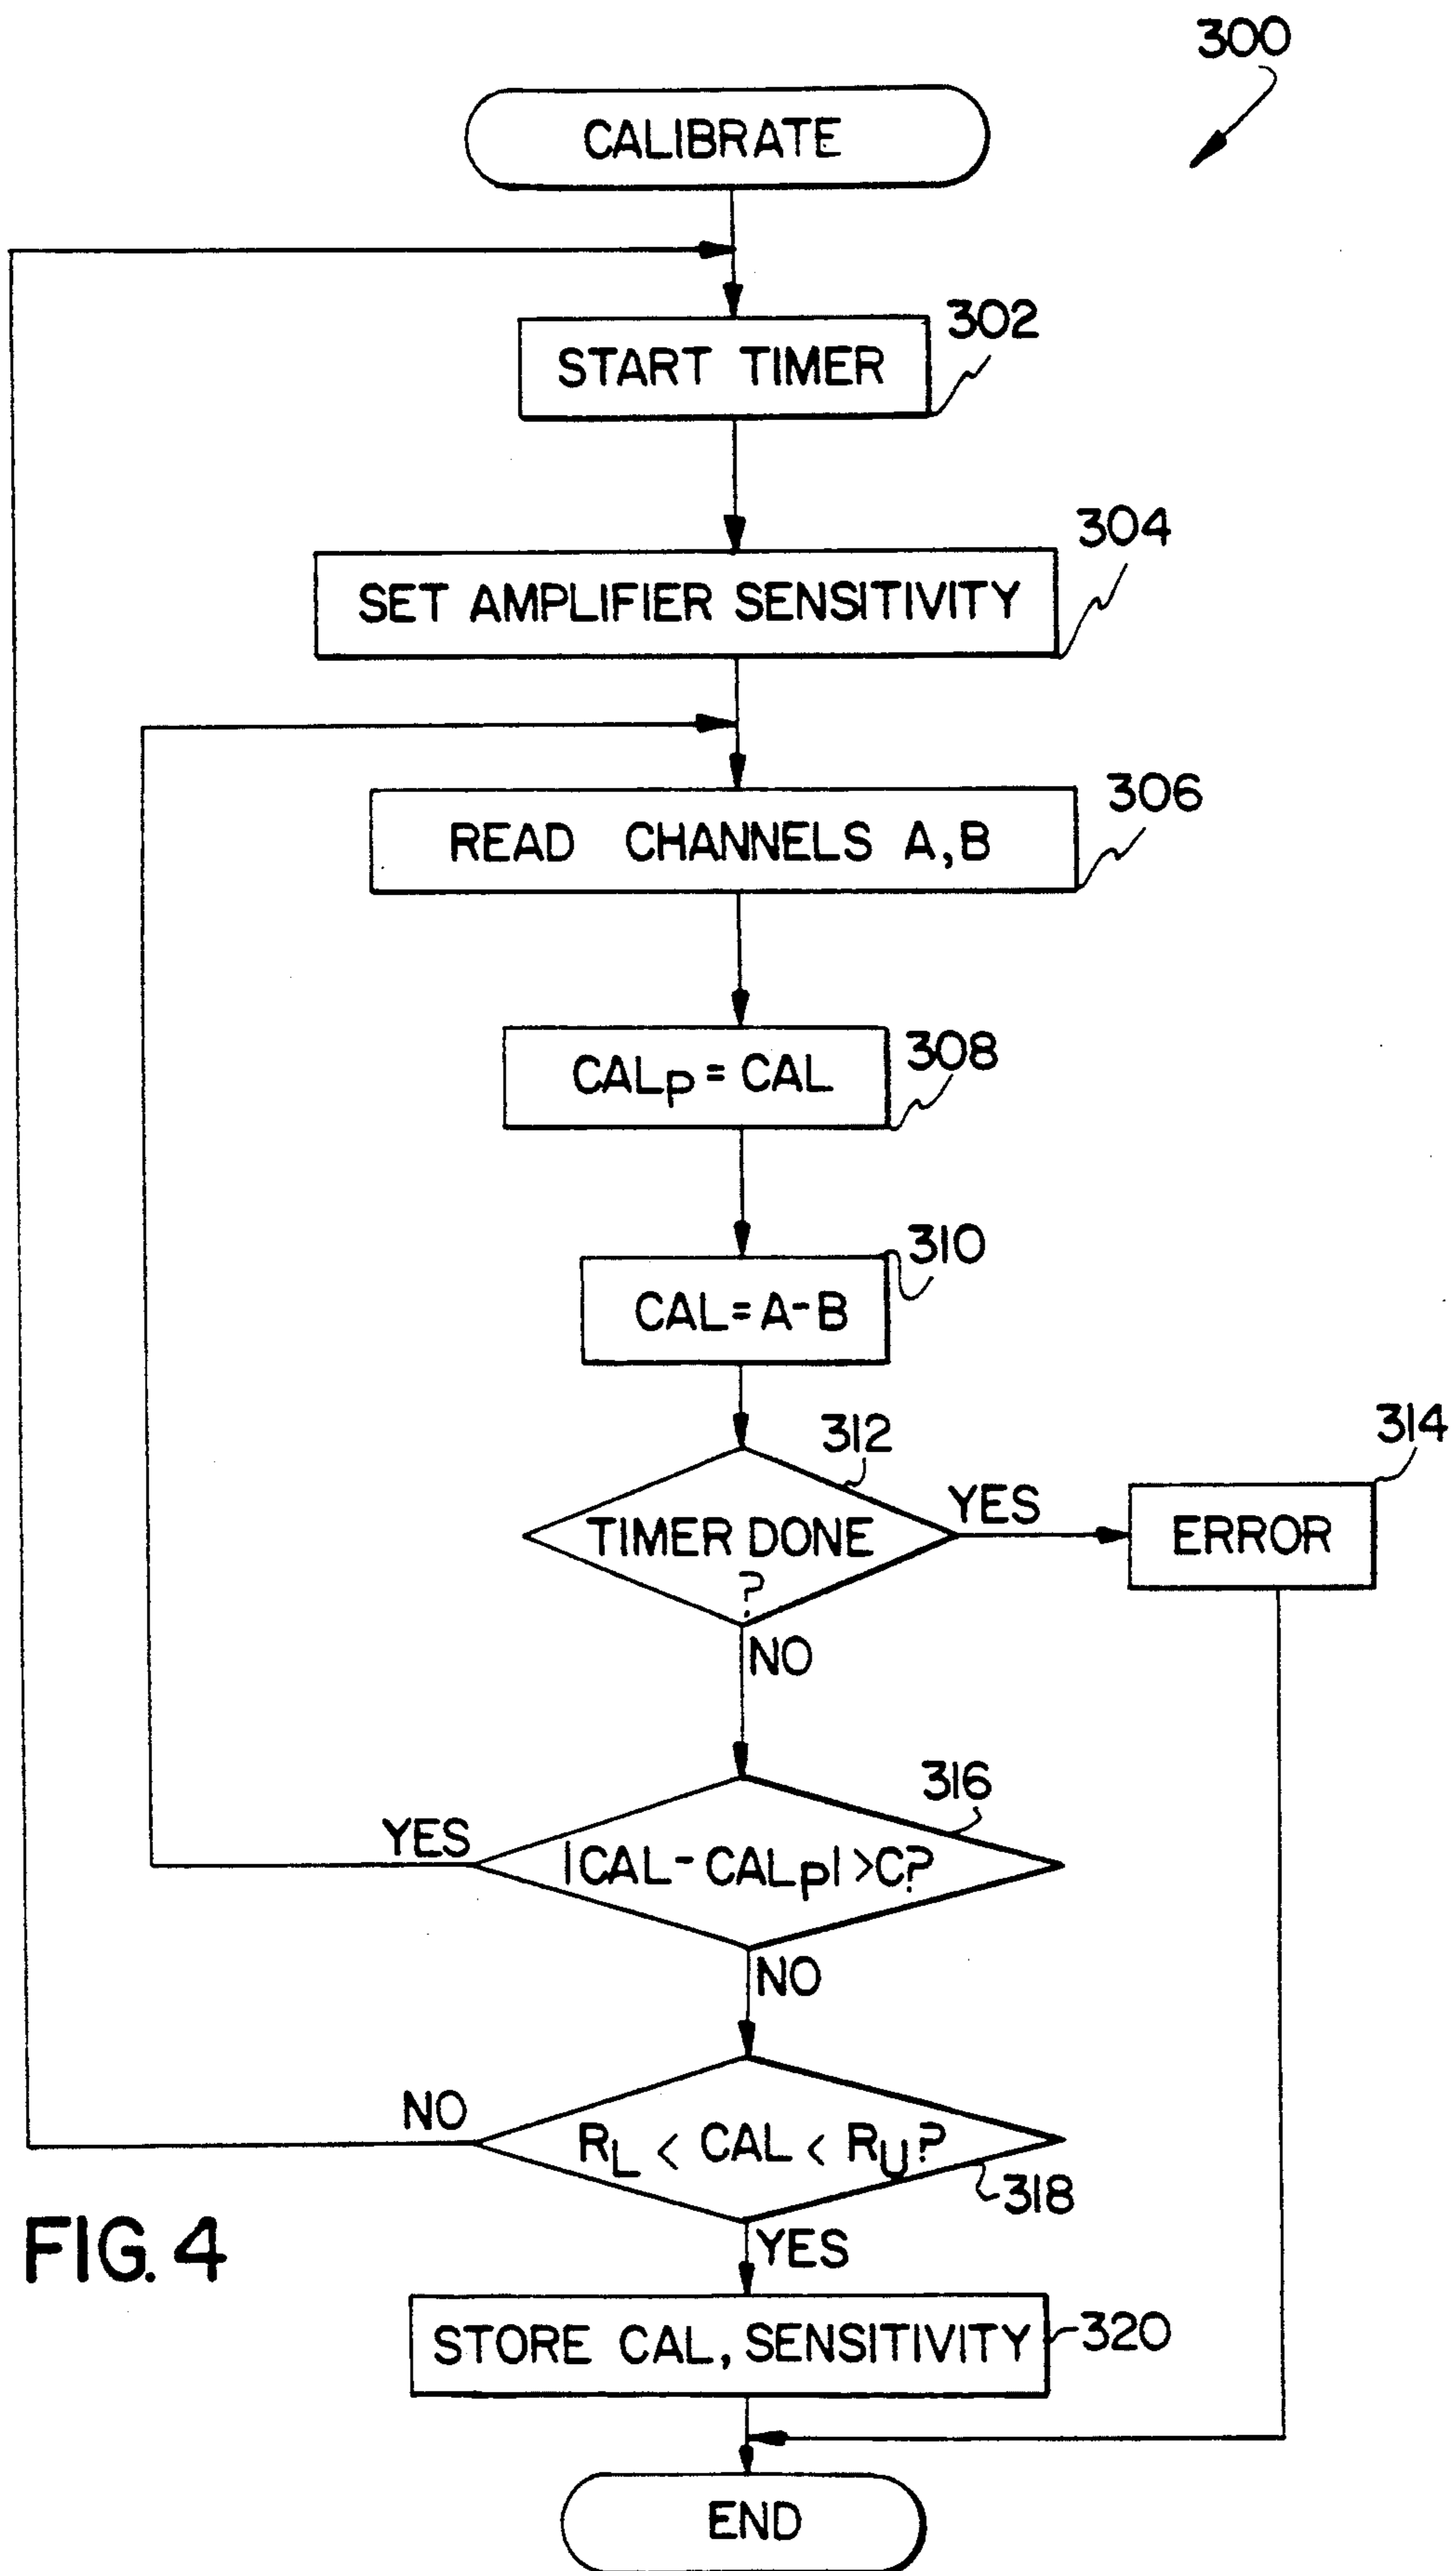 300
CALIBRATE
302
START TIMER
304
SET AMPLIFIER SENSITIVITY
306
READ CHANNELS A,B
308
CALp = CAL
310
CAL=A-B
312
314
TIMER DONE
?
YES
ERROR
NO
316
YES
|CAL-CALp| >C?
NO
NO
RL < CAL < RU?
318
YES
FIG. 4
STORE CAL, SENSITIVITY
320
END